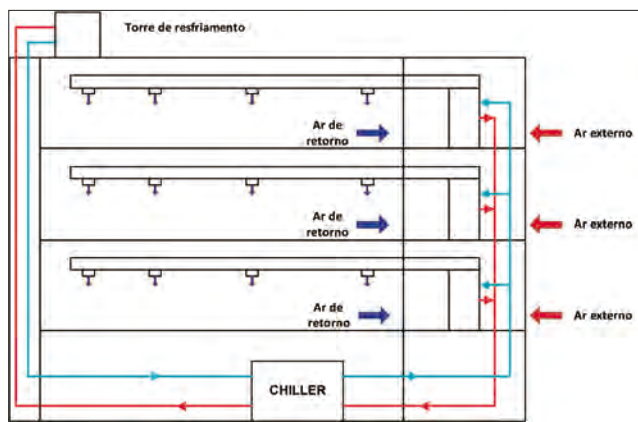 Torre de resfriamento
Ar de
retorno
Ar externo
Ar de
retorno
Ar externo
Ar de
retorno
Ar externo
CHILLER